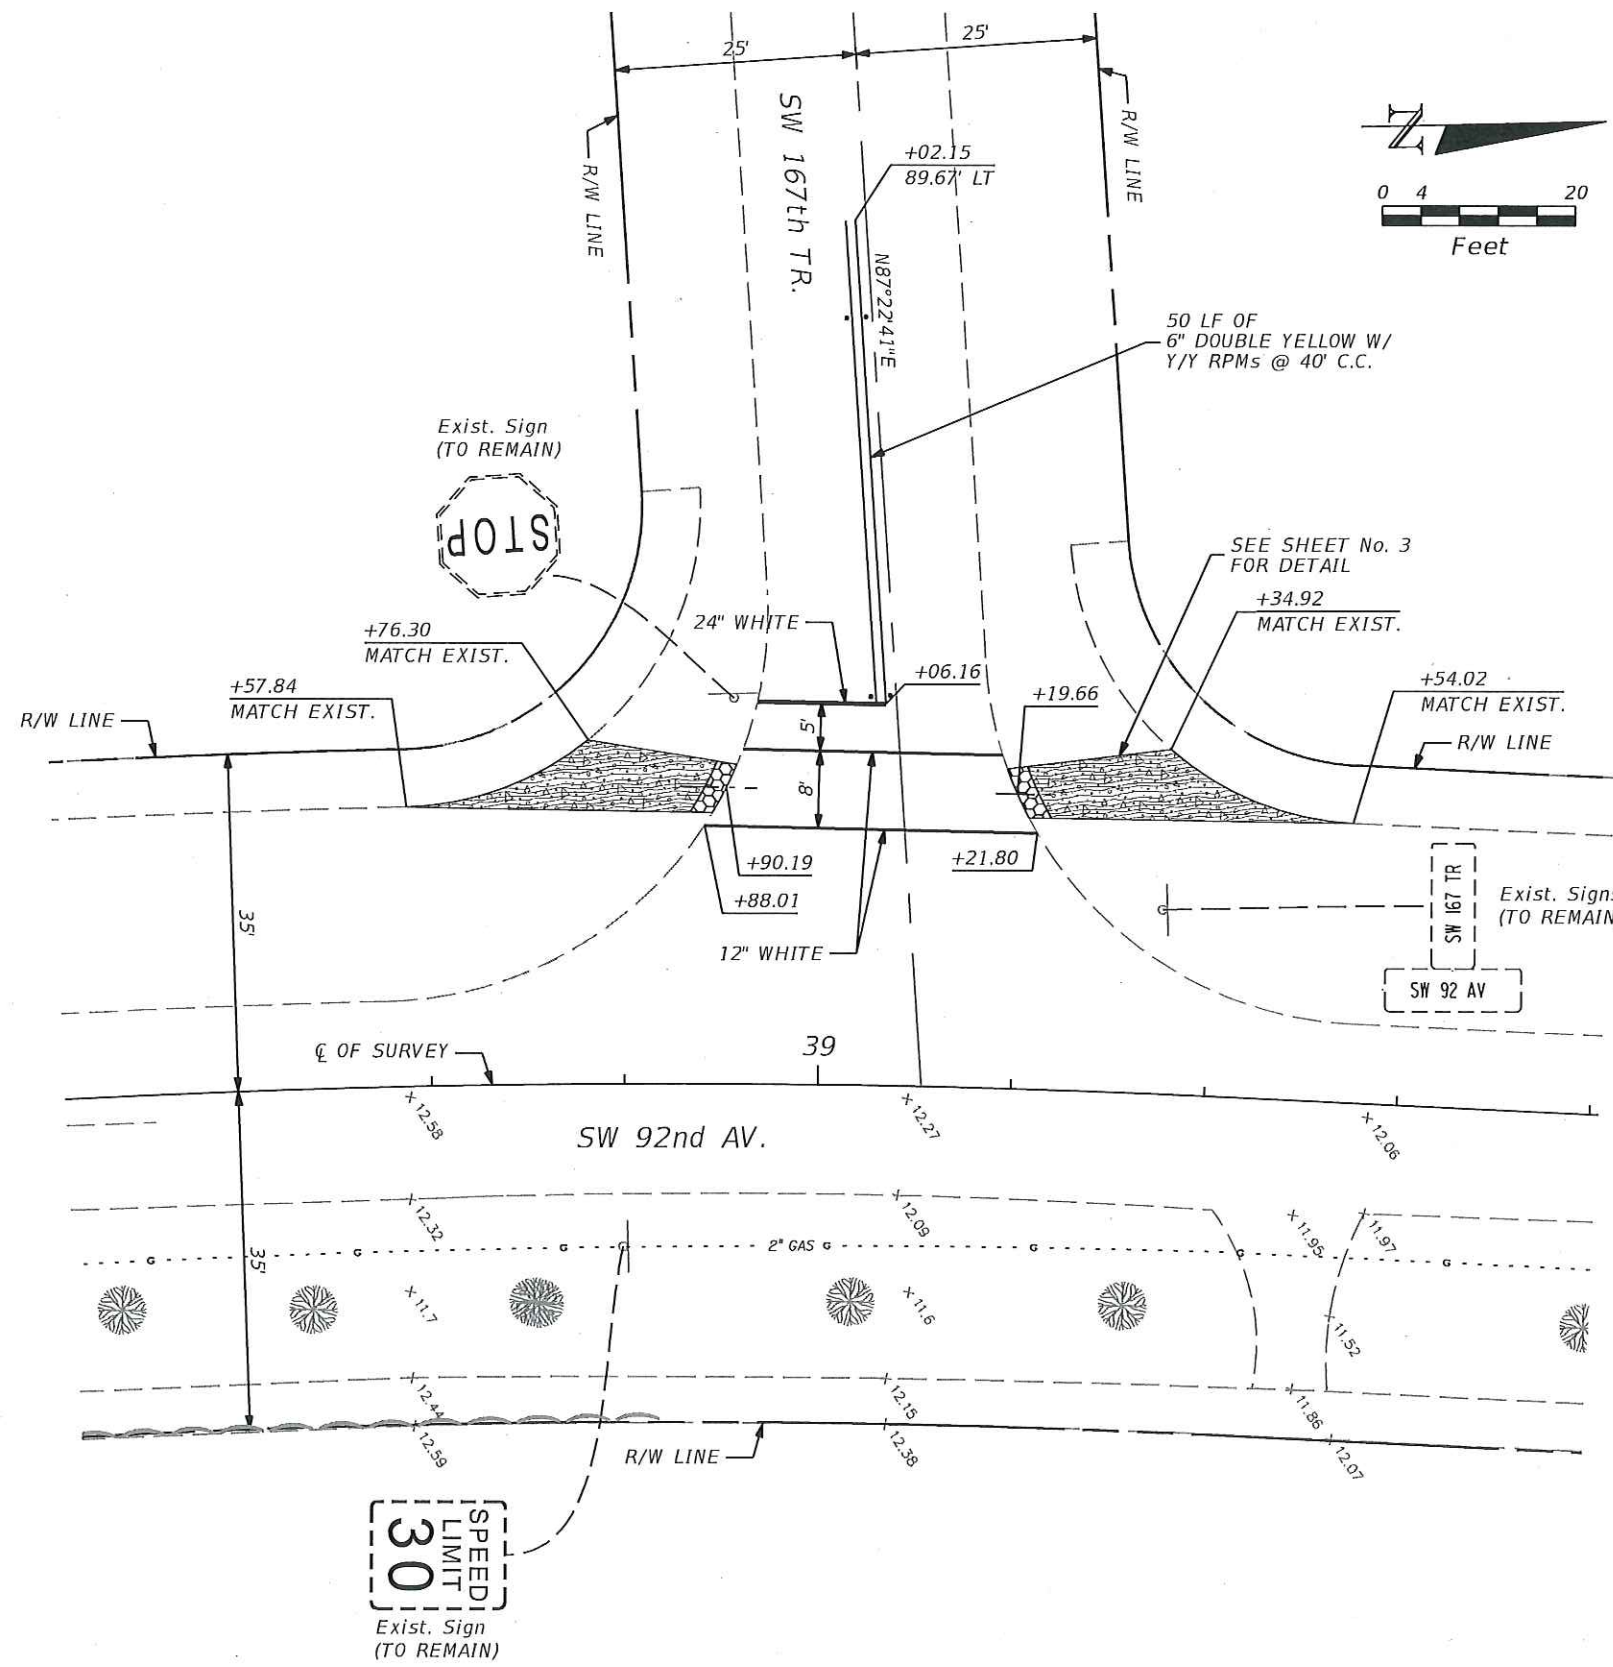 25'
25'
SW 167th TR.
R/W LINE
R/W LINE
+02.15
89.67' LT
N87°22'41"E
N
0 4 20
Feet
50 LF OF
6" DOUBLE YELLOW W/
Y/Y RPMs @ 40' C.C.
Exist. Sign
(TO REMAIN)
STOP
SEE SHEET No. 3
FOR DETAIL
+34.92
MATCH EXIST.
24" WHITE
+76.30
MATCH EXIST.
+06.16
+57.84
MATCH EXIST.
+19.66
+54.02
MATCH EXIST.
R/W LINE
R/W LINE
5'
8'
+90.19
+21.80
+88.01
12" WHITE
35'
SW 167 TR
Exist. Signs
(TO REMAIN
SW 92 AV
℄ OF SURVEY
39
12.58
12.27
12.06
SW 92nd AV.
12.32
12.09
11.95
11.97
35'
G G G 2" GAS G G G G
11.7
11.6
11.52
12.44
12.15
11.86
12.59
12.38
12.07
R/W LINE
SPEED
LIMIT
30
Exist. Sign
(TO REMAIN)